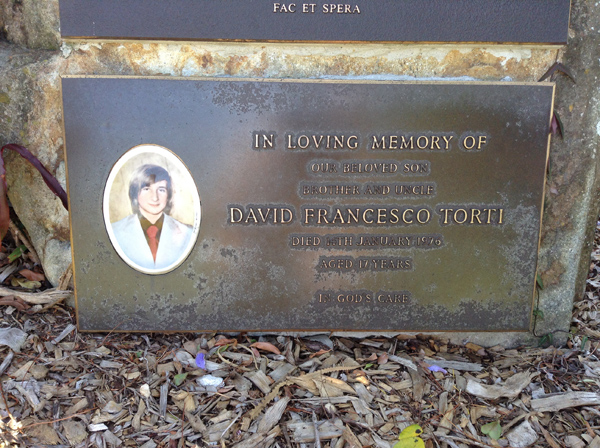 FAC ET SPERA
IN LOVING MEMORY OF
OUR BELOVED SON
BROTHER AND UNCLE
DAVID FRANCESCO TORTI
DIED JANUARY 1976
AGED 17 YEARS
IN GOD'S CARE